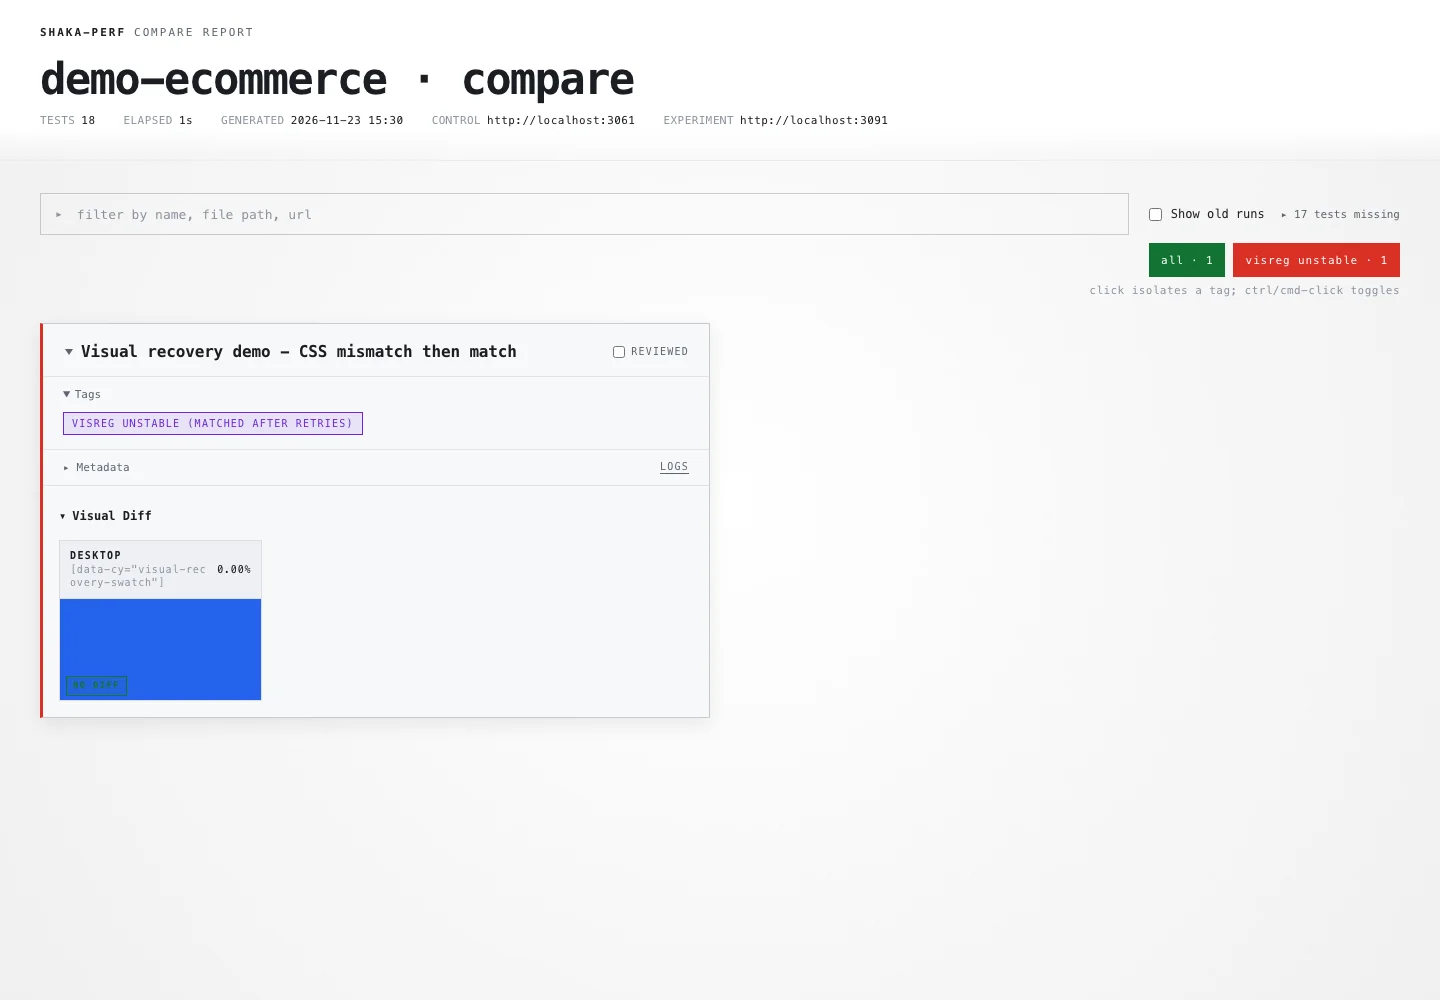 SHAKA-PERF COMPARE REPORT
demo-ecommerce · compare
TESTS 18 ELAPSED 1s GENERATED 2026-11-23 15:30 CONTROL http://localhost:3061 EXPERIMENT http://localhost:3091
▸ filter by name, file path, url
Show old runs ▸ 17 tests missing
all · 1 visreg unstable · 1
click isolates a tag; ctrl/cmd-click toggles
▼ Visual recovery demo - CSS mismatch then match REVIEWED
▼ Tags
VISREG UNSTABLE (MATCHED AFTER RETRIES)
▸ Metadata LOGS
▾ Visual Diff
DESKTOP
[data-cy="visual-rec 0.00%
overy-swatch"]
NO DIFF